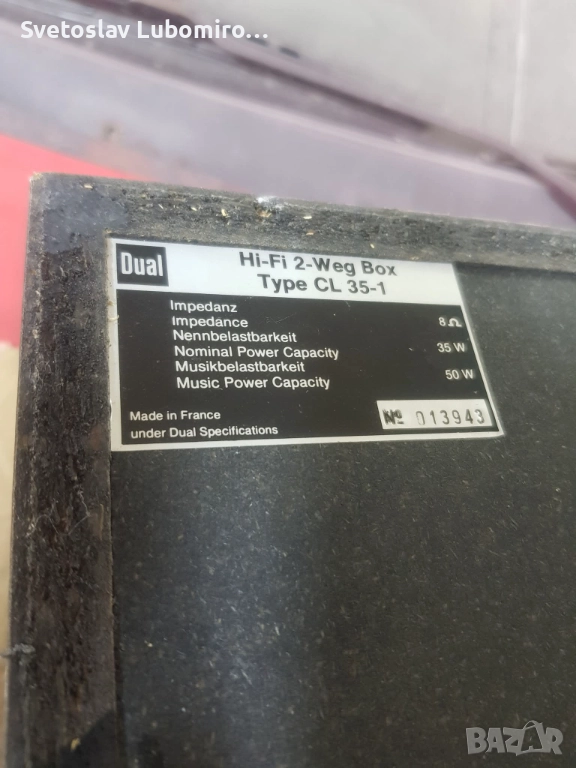 Svetoslav Lubomiro...
Dual
Hi-Fi 2-Weg Box
Type CL 35-1
Impedanz
Impedance 8Ω
Nennbelastbarkeit
Nominal Power Capacity 35 W
Musikbelastbarkeit
Music Power Capacity 50 W
Made in France
under Dual Specifications
№ 013943
BAZAR